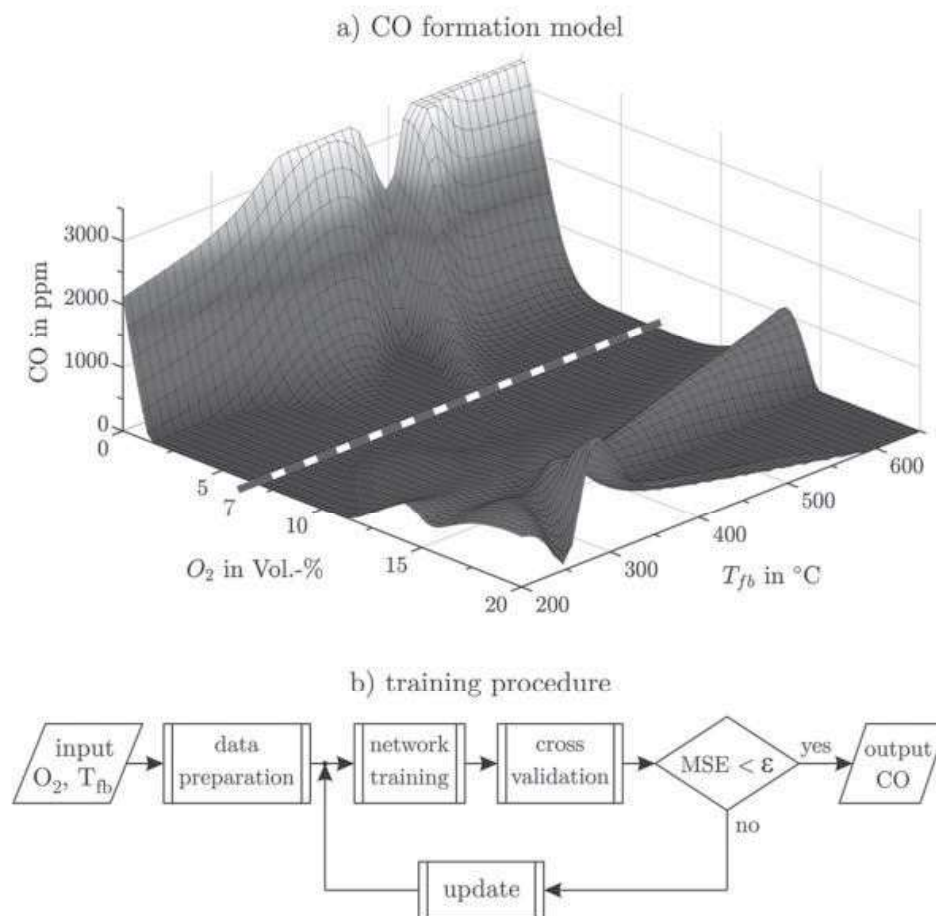 a) CO formation model
3000
2000
1000
0
CO in ppm
0
5
7
10
15
20
O₂ in Vol.-%
200
300
400
500
600
T_fb in °C
b) training procedure
input
O₂, T_fb
data
preparation
network
training
cross
validation
MSE < ε
yes
output
CO
no
update